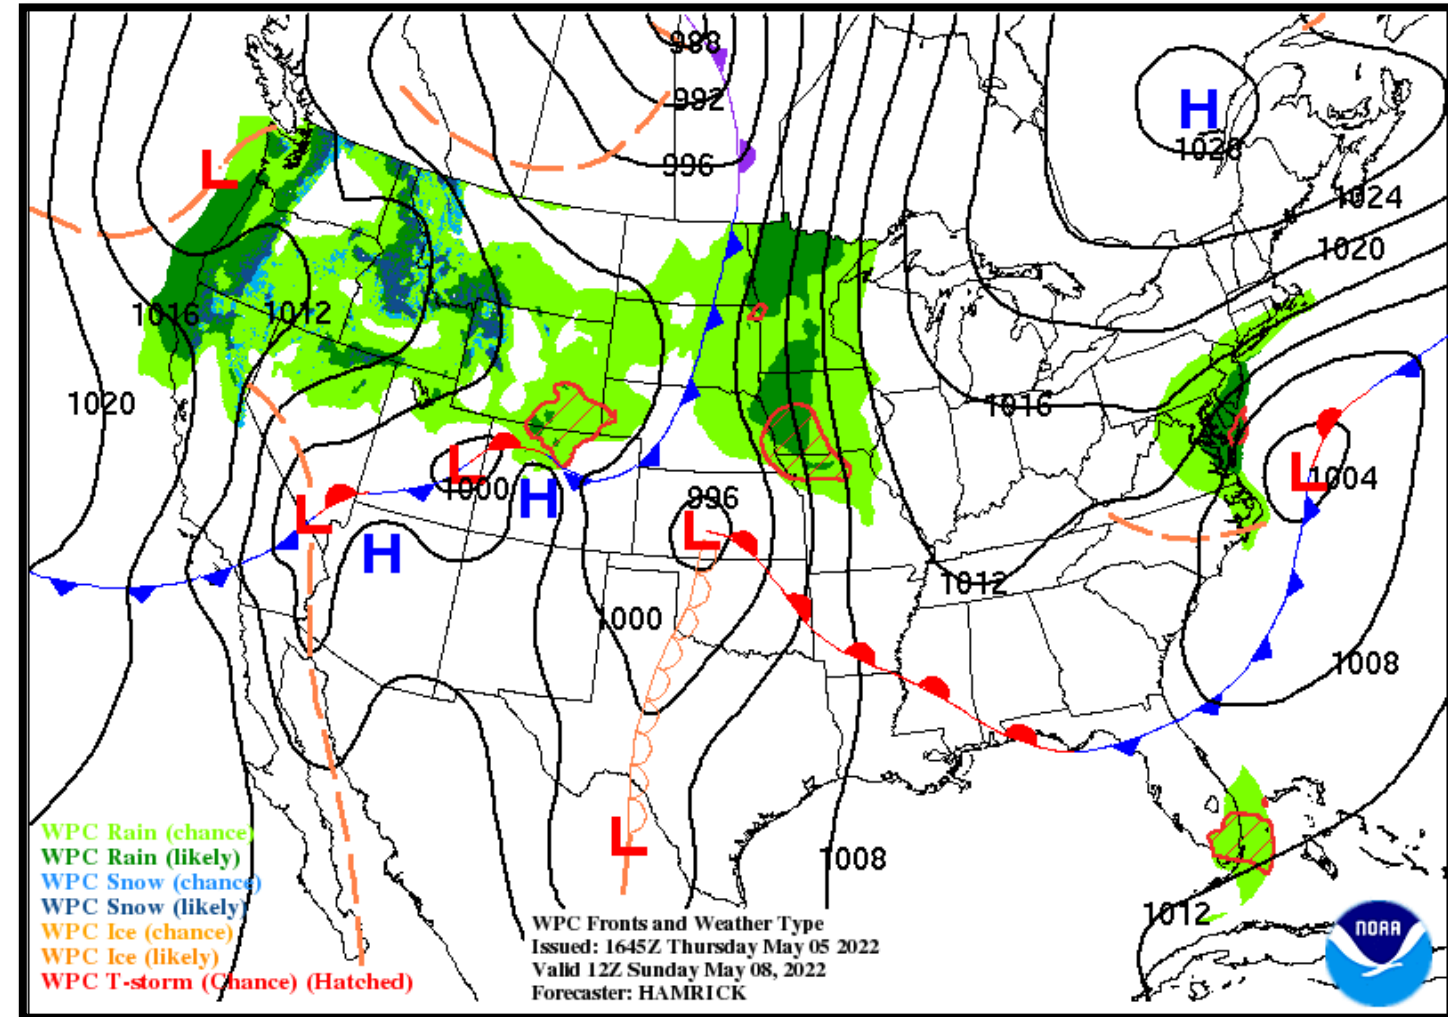 988
992
996
H
1028
L
1024
1020
1016
1012
1020
1016
L
1000
H
996
L
1004
L
L
H
1012
1000
1008
L
1008
1012
WPC Rain (chance)
WPC Rain (likely)
WPC Snow (chance)
WPC Snow (likely)
WPC Ice (chance)
WPC Ice (likely)
WPC T-storm (Chance) (Hatched)
WPC Fronts and Weather Type
Issued: 1645Z Thursday May 05 2022
Valid 12Z Sunday May 08, 2022
Forecaster: HAMRICK
NOAA